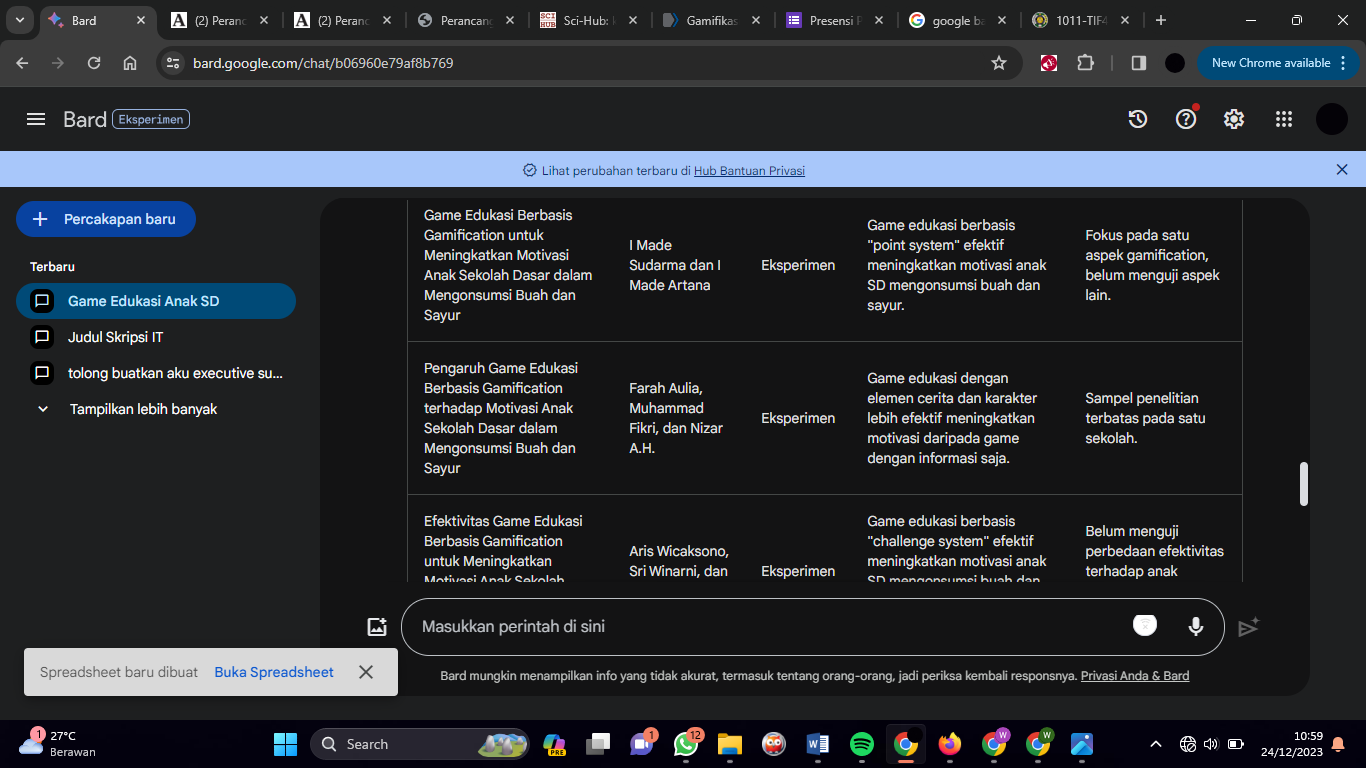 Bard
(2) Peranc
(2) Peranc
Perancang
Sci-Hub: k
Gamifikas
Presensi P
google ba
1011-TIF4
bard.google.com/chat/b06960e79af8b769
New Chrome available
Bard Eksperimen
Lihat perubahan terbaru di Hub Bantuan Privasi
Percakapan baru
Terbaru
Game Edukasi Anak SD
Judul Skripsi IT
tolong buatkan aku executive su...
Tampilkan lebih banyak
Game Edukasi Berbasis
Gamification untuk
Meningkatkan Motivasi
Anak Sekolah Dasar dalam
Mengonsumsi Buah dan
Sayur
I Made
Sudarma dan I
Made Artana
Eksperimen
Game edukasi berbasis
"point system" efektif
meningkatkan motivasi anak
SD mengonsumsi buah dan
sayur.
Fokus pada satu
aspek gamification,
belum menguji aspek
lain.
Pengaruh Game Edukasi
Berbasis Gamification
terhadap Motivasi Anak
Sekolah Dasar dalam
Mengonsumsi Buah dan
Sayur
Farah Aulia,
Muhammad
Fikri, dan Nizar
A.H.
Eksperimen
Game edukasi dengan
elemen cerita dan karakter
lebih efektif meningkatkan
motivasi daripada game
dengan informasi saja.
Sampel penelitian
terbatas pada satu
sekolah.
Efektivitas Game Edukasi
Berbasis Gamification
untuk Meningkatkan
Motivasi Anak Sekolah
Aris Wicaksono,
Sri Winarni, dan
Eksperimen
Game edukasi berbasis
"challenge system" efektif
meningkatkan motivasi anak
SD mengonsumsi buah dan
Belum menguji
perbedaan efektivitas
terhadap anak
Masukkan perintah di sini
Bard mungkin menampilkan info yang tidak akurat, termasuk tentang orang-orang, jadi periksa kembali responsnya. Privasi Anda & Bard
Spreadsheet baru dibuat Buka Spreadsheet
1
27°C
Berawan
Search
PRE
1
12
W
W
10:59
24/12/2023